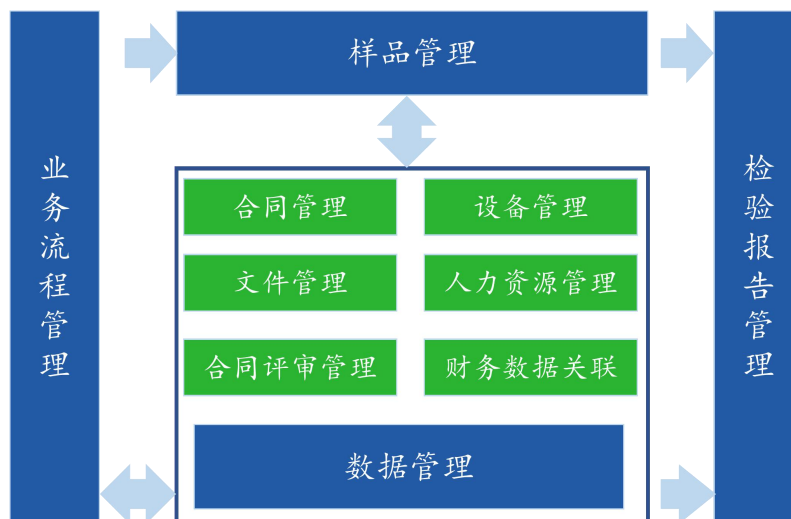 业务流程管理
样品管理
合同管理
设备管理
文件管理
人力资源管理
合同评审管理
财务数据关联
数据管理
检验报告管理